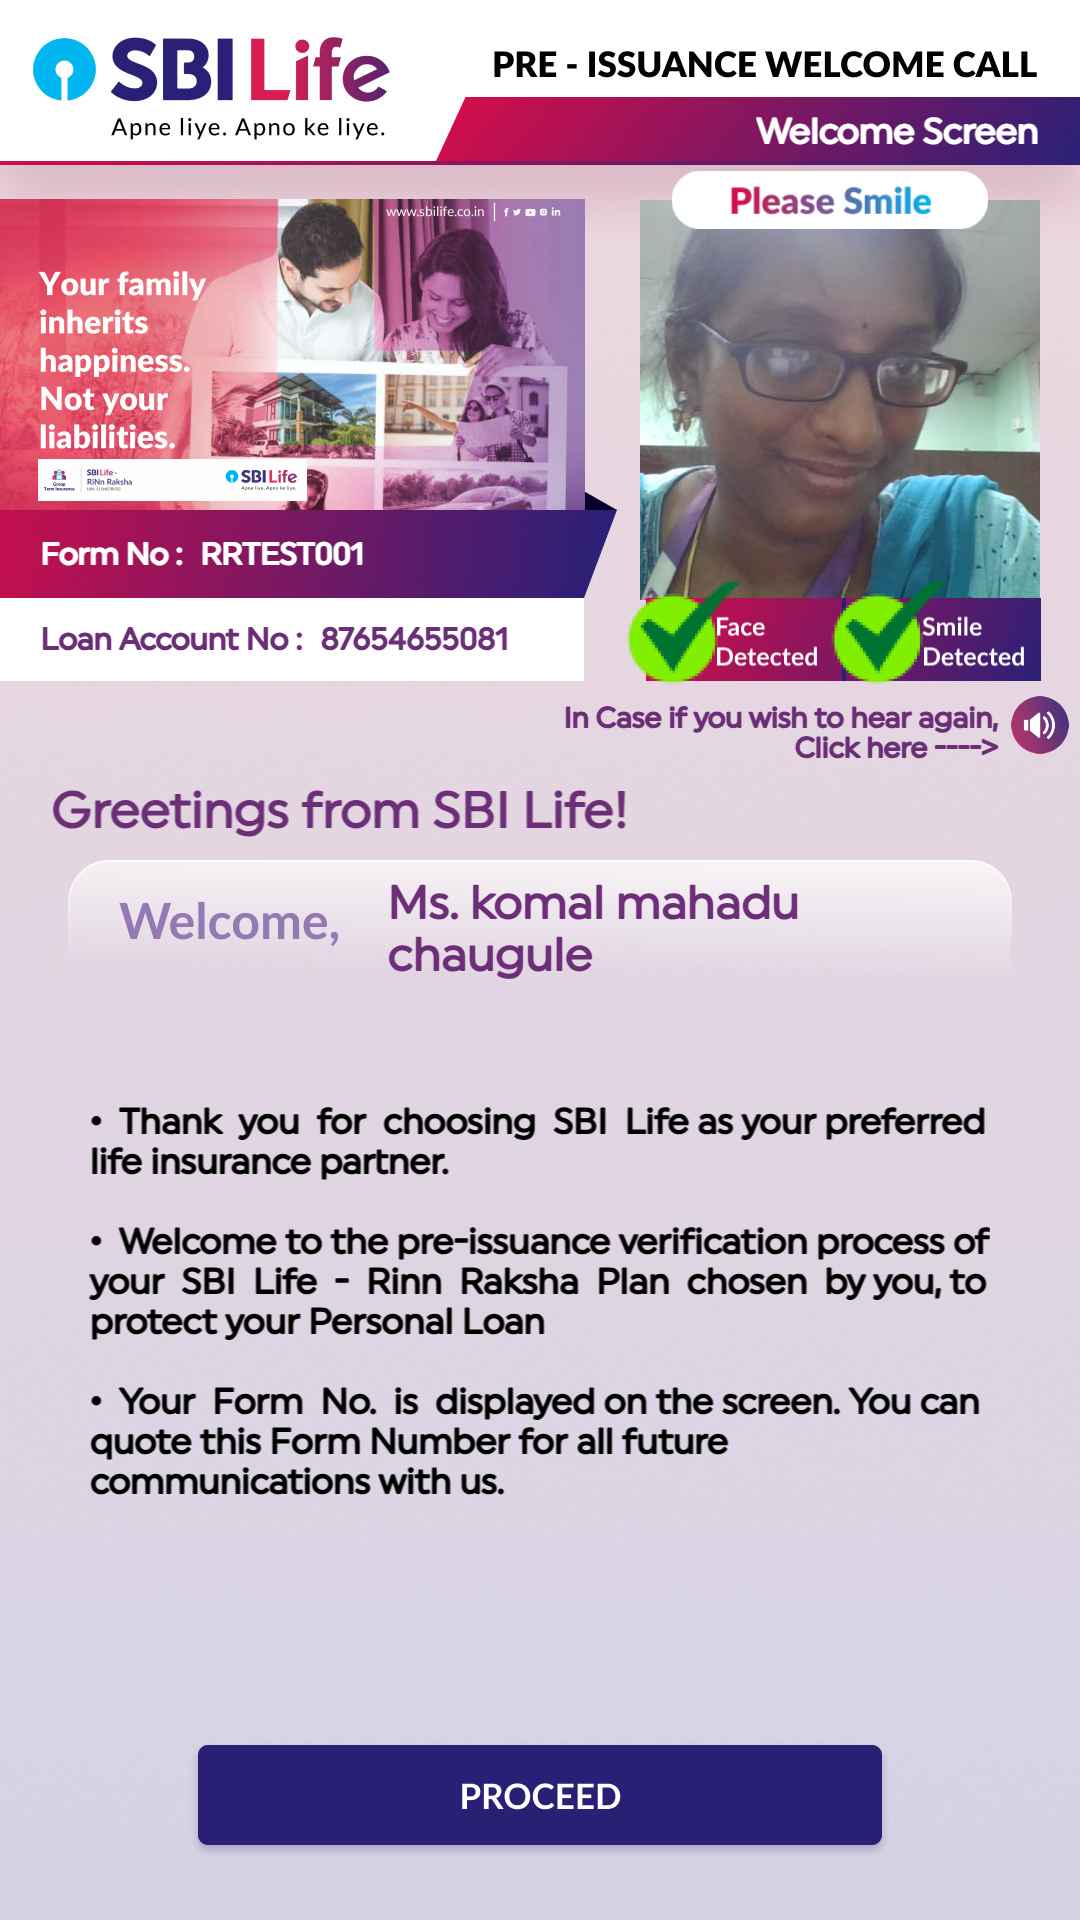 SBI Life
Apne liye. Apno ke liye.
PRE - ISSUANCE WELCOME CALL
Welcome Screen
www.sbilife.co.in
Please Smile
Your family
inherits
happiness.
Not your
liabilities.
Group
Term Insurance
SBI Life -
RiNn Raksha
SBI Life
Apne liye. Apno ke liye.
Form No : RRTEST001
Loan Account No : 87654655081
Face
Detected
Smile
Detected
In Case if you wish to hear again,
Click here ---->
Greetings from SBI Life!
Welcome,
Ms. komal mahadu
chaugule
• Thank you for choosing SBI Life as your preferred
life insurance partner.
• Welcome to the pre-issuance verification process of
your SBI Life - Rinn Raksha Plan chosen by you, to
protect your Personal Loan
• Your Form No. is displayed on the screen. You can
quote this Form Number for all future
communications with us.
PROCEED